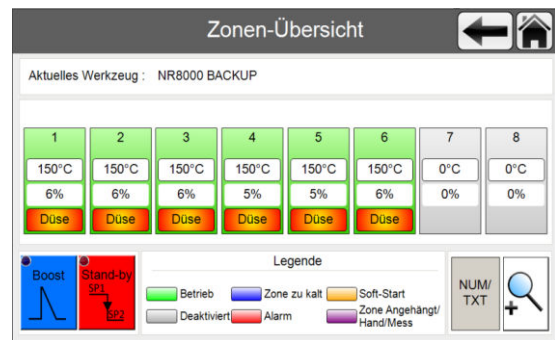 Zonen-Übersicht
Aktuelles Werkzeug : NR8000 BACKUP
1 2 3 4 5 6 7 8
150°C 150°C 150°C 150°C 150°C 150°C 0°C 0°C
6% 6% 6% 5% 5% 6% 0% 0%
Düse Düse Düse Düse Düse Düse
Boost
Stand-by
SP1
SP2
Legende
Betrieb Zone zu kalt Soft-Start
Deaktiviert Alarm Zone Angehängt/
Hand/Mess
NUM/
TXT
+